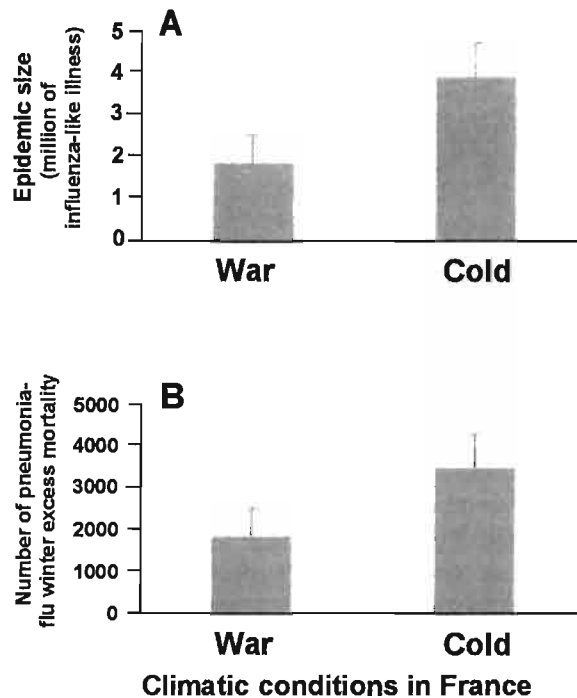 A
Epidemic size
(million of
influenza-like illness)
5
4
3
2
1
0
War
Cold
B
Number of pneumonia-
flu winter excess mortality
5000
4000
3000
2000
1000
0
War
Cold
Climatic conditions in France